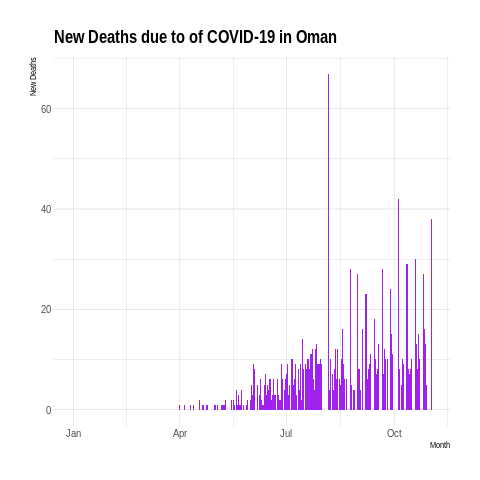 New Deaths due to of COVID-19 in Oman
New Deaths
60
40
20
0
Jan Apr Jul Oct
Month